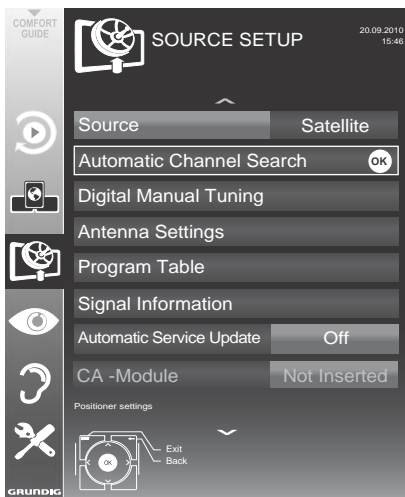 COMFORT
GUIDE
SOURCE SETUP
20.09.2010
15:46
Source Satellite
Automatic Channel Search OK
Digital Manual Tuning
Antenna Settings
Program Table
Signal Information
Automatic Service Update Off
CA -Module Not Inserted
Positioner settings
Exit
OK Back
GRUNDIG